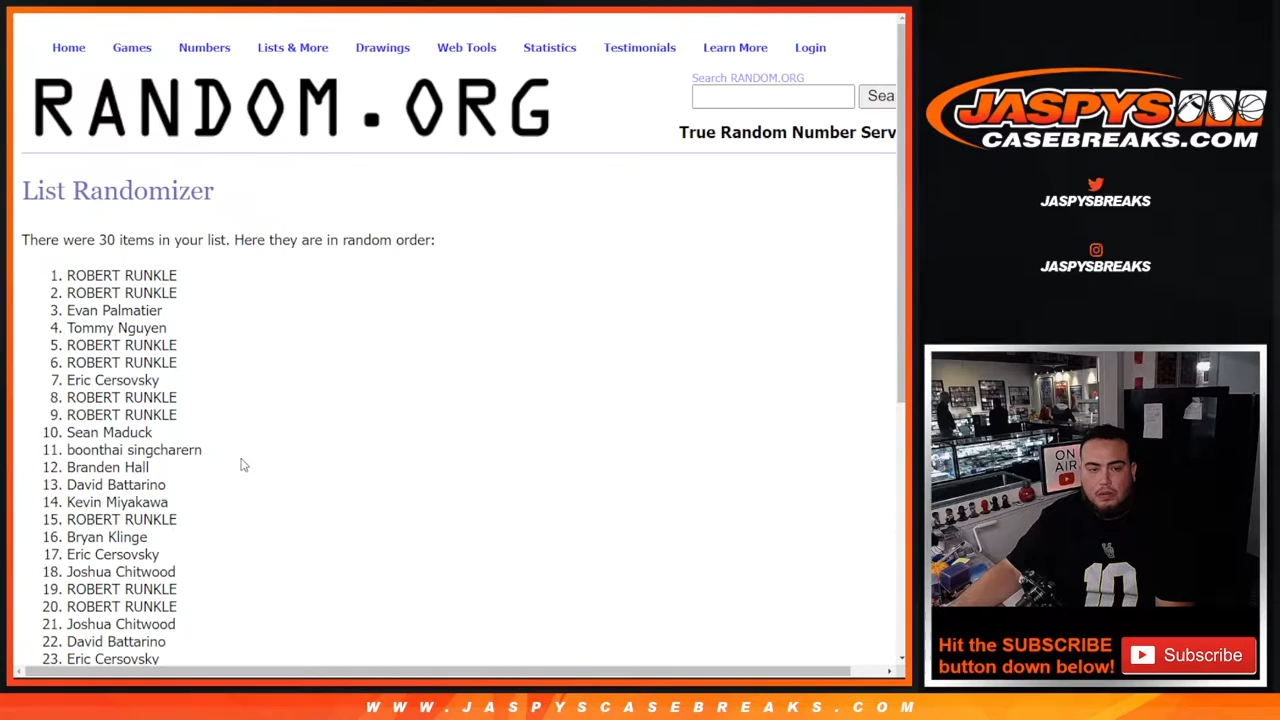 Home Games Numbers Lists & More Drawings Web Tools Statistics Testimonials Learn More Login
RANDOM.ORG
Search RANDOM.ORG
Sea
True Random Number Serv
List Randomizer
There were 30 items in your list. Here they are in random order:
1. ROBERT RUNKLE
2. ROBERT RUNKLE
3. Evan Palmatier
4. Tommy Nguyen
5. ROBERT RUNKLE
6. ROBERT RUNKLE
7. Eric Cersovsky
8. ROBERT RUNKLE
9. ROBERT RUNKLE
10. Sean Maduck
11. boonthai singcharern
12. Branden Hall
13. David Battarino
14. Kevin Miyakawa
15. ROBERT RUNKLE
16. Bryan Klinge
17. Eric Cersovsky
18. Joshua Chitwood
19. ROBERT RUNKLE
20. ROBERT RUNKLE
21. Joshua Chitwood
22. David Battarino
23. Eric Cersovsky
JASPYS
CASEBREAKS.COM
JASPYSBREAKS
JASPYSBREAKS
ON
AIR
10
Hit the SUBSCRIBE
button down below!
Subscribe
WWW.JASPYSCASEBREAKS.COM